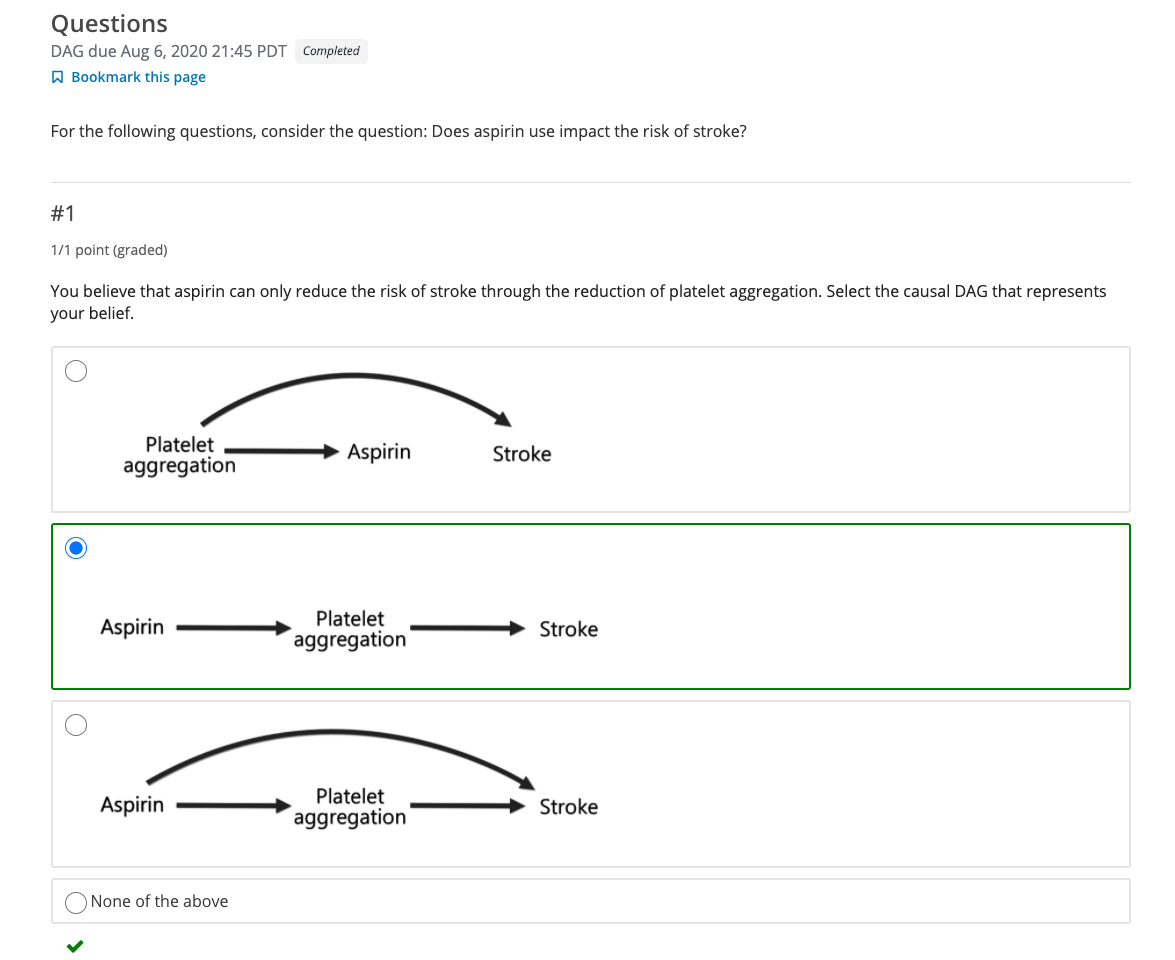 Questions
DAG due Aug 6, 2020 21:45 PDT Completed
Bookmark this page
For the following questions, consider the question: Does aspirin use impact the risk of stroke?
#1
1/1 point (graded)
You believe that aspirin can only reduce the risk of stroke through the reduction of platelet aggregation. Select the causal DAG that represents
your belief.
Platelet
aggregation
Aspirin
Stroke
Aspirin
Platelet
aggregation
Stroke
Aspirin
Platelet
aggregation
Stroke
None of the above